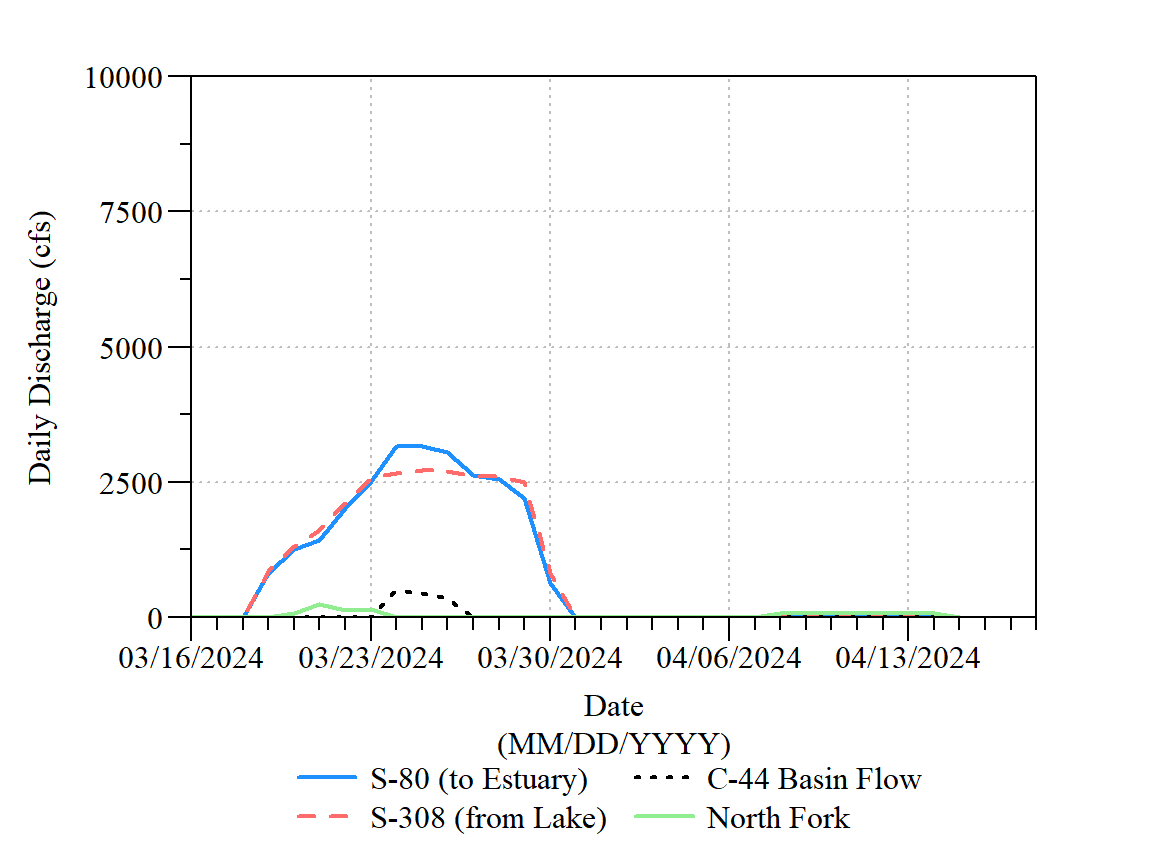 10000
7500
5000
2500
0
Daily Discharge (cfs)
03/16/2024 03/23/2024 03/30/2024 04/06/2024 04/13/2024
Date
(MM/DD/YYYY)
S-80 (to Estuary) C-44 Basin Flow
S-308 (from Lake) North Fork